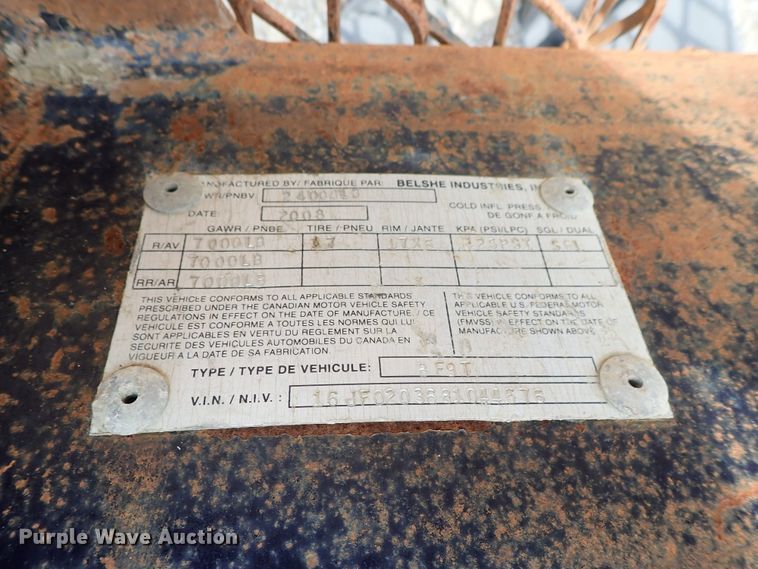 MANUFACTURED BY/ FABRIQUE PAR: BELSHE INDUSTRIES, IN
WR/PNBV 24000LB COLD INFL. PRESS.
DATE: 2008 DE GONF A FROID
GAWR / PNBE TIRE / PNEU RIM / JANTE KPA (PSI/LPC) SGL / DUAL
R/AV 7000LB 17
7000LB
RR/AR 7000LB
THIS VEHICLE CONFORMS TO ALL APPLICABLE STANDARDS
PRESCRIBED UNDER THE CANADIAN MOTOR VEHICLE SAFETY
REGULATIONS IN EFFECT ON THE DATE OF MANUFACTURE. / CE
VEHICULE EST CONFORME A TOUTES LES NORMES QUI LUI
SONT APPLICABLES EN VERTU DU REGLEMENT SUR LA
SECURITE DES VEHICULES AUTOMOBILES DU CANADA EN
VIGUEUR A LA DATE DE SA FABRICATION.
THIS VEHICLE CONFORMS TO ALL
APPLICABLE U.S. FEDERAL MOTOR
VEHICLE SAFETY STANDARDS
(FMVSS) IN EFFECT ON THE DATE OF
MANUFACTURE SHOWN ABOVE.
TYPE / TYPE DE VEHICULE:
V.I.N. / N.I.V. :
Purple Wave Auction